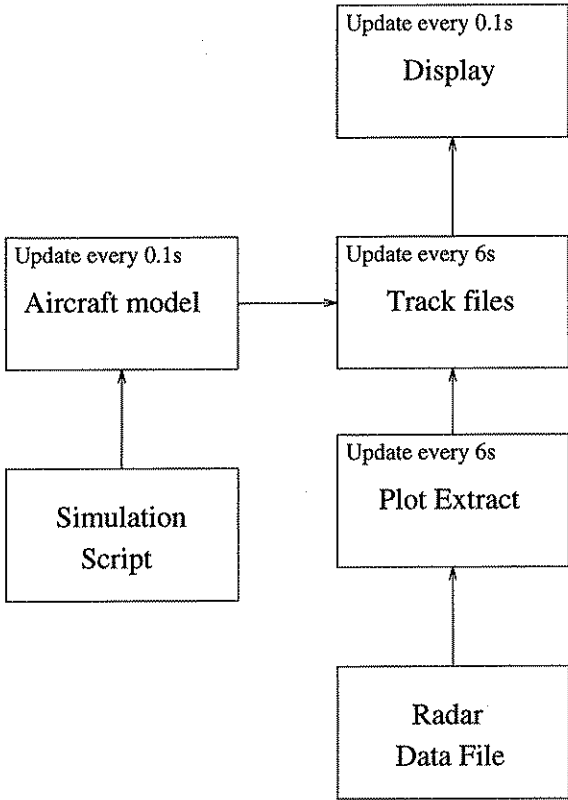 Update every 0.1s
Display
Update every 0.1s
Aircraft model
Update every 6s
Track files
Simulation
Script
Update every 6s
Plot Extract
Radar
Data File